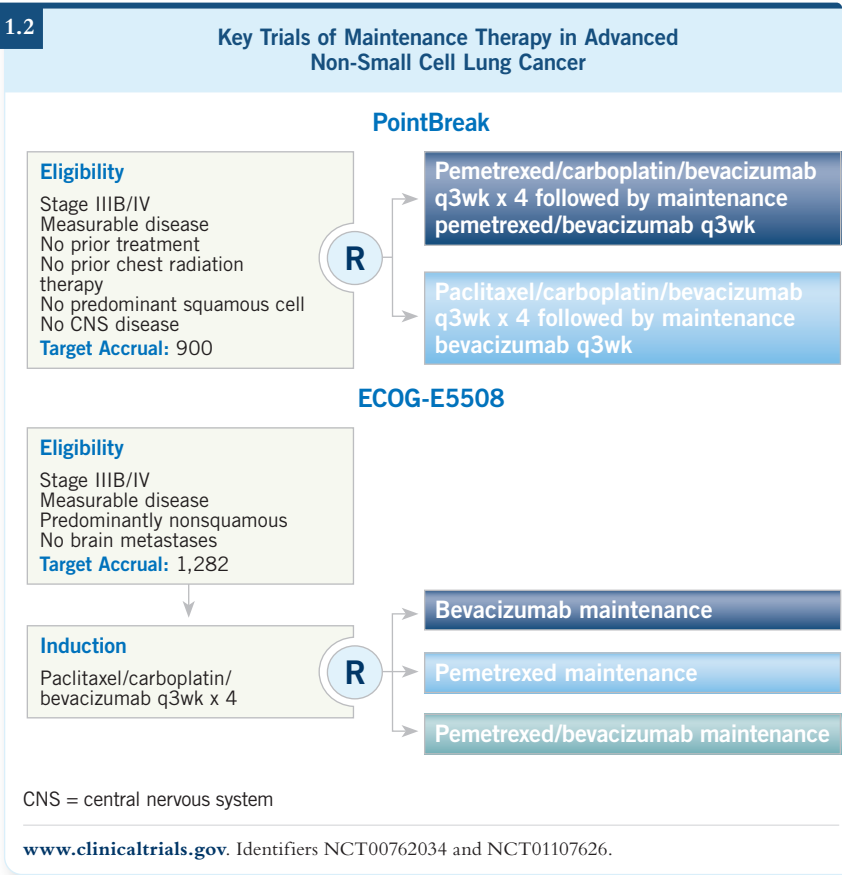 1.2
Key Trials of Maintenance Therapy in Advanced
Non-Small Cell Lung Cancer
PointBreak
Eligibility
Stage IIIB/IV
Measurable disease
No prior treatment
No prior chest radiation
therapy
No predominant squamous cell
No CNS disease
Target Accrual: 900
R
Pemetrexed/carboplatin/bevacizumab
q3wk x 4 followed by maintenance
pemetrexed/bevacizumab q3wk
Paclitaxel/carboplatin/bevacizumab
q3wk x 4 followed by maintenance
bevacizumab q3wk
ECOG-E5508
Eligibility
Stage IIIB/IV
Measurable disease
Predominantly nonsquamous
No brain metastases
Target Accrual: 1,282
Induction
Paclitaxel/carboplatin/
bevacizumab q3wk x 4
R
Bevacizumab maintenance
Pemetrexed maintenance
Pemetrexed/bevacizumab maintenance
CNS = central nervous system
www.clinicaltrials.gov. Identifiers NCT00762034 and NCT01107626.